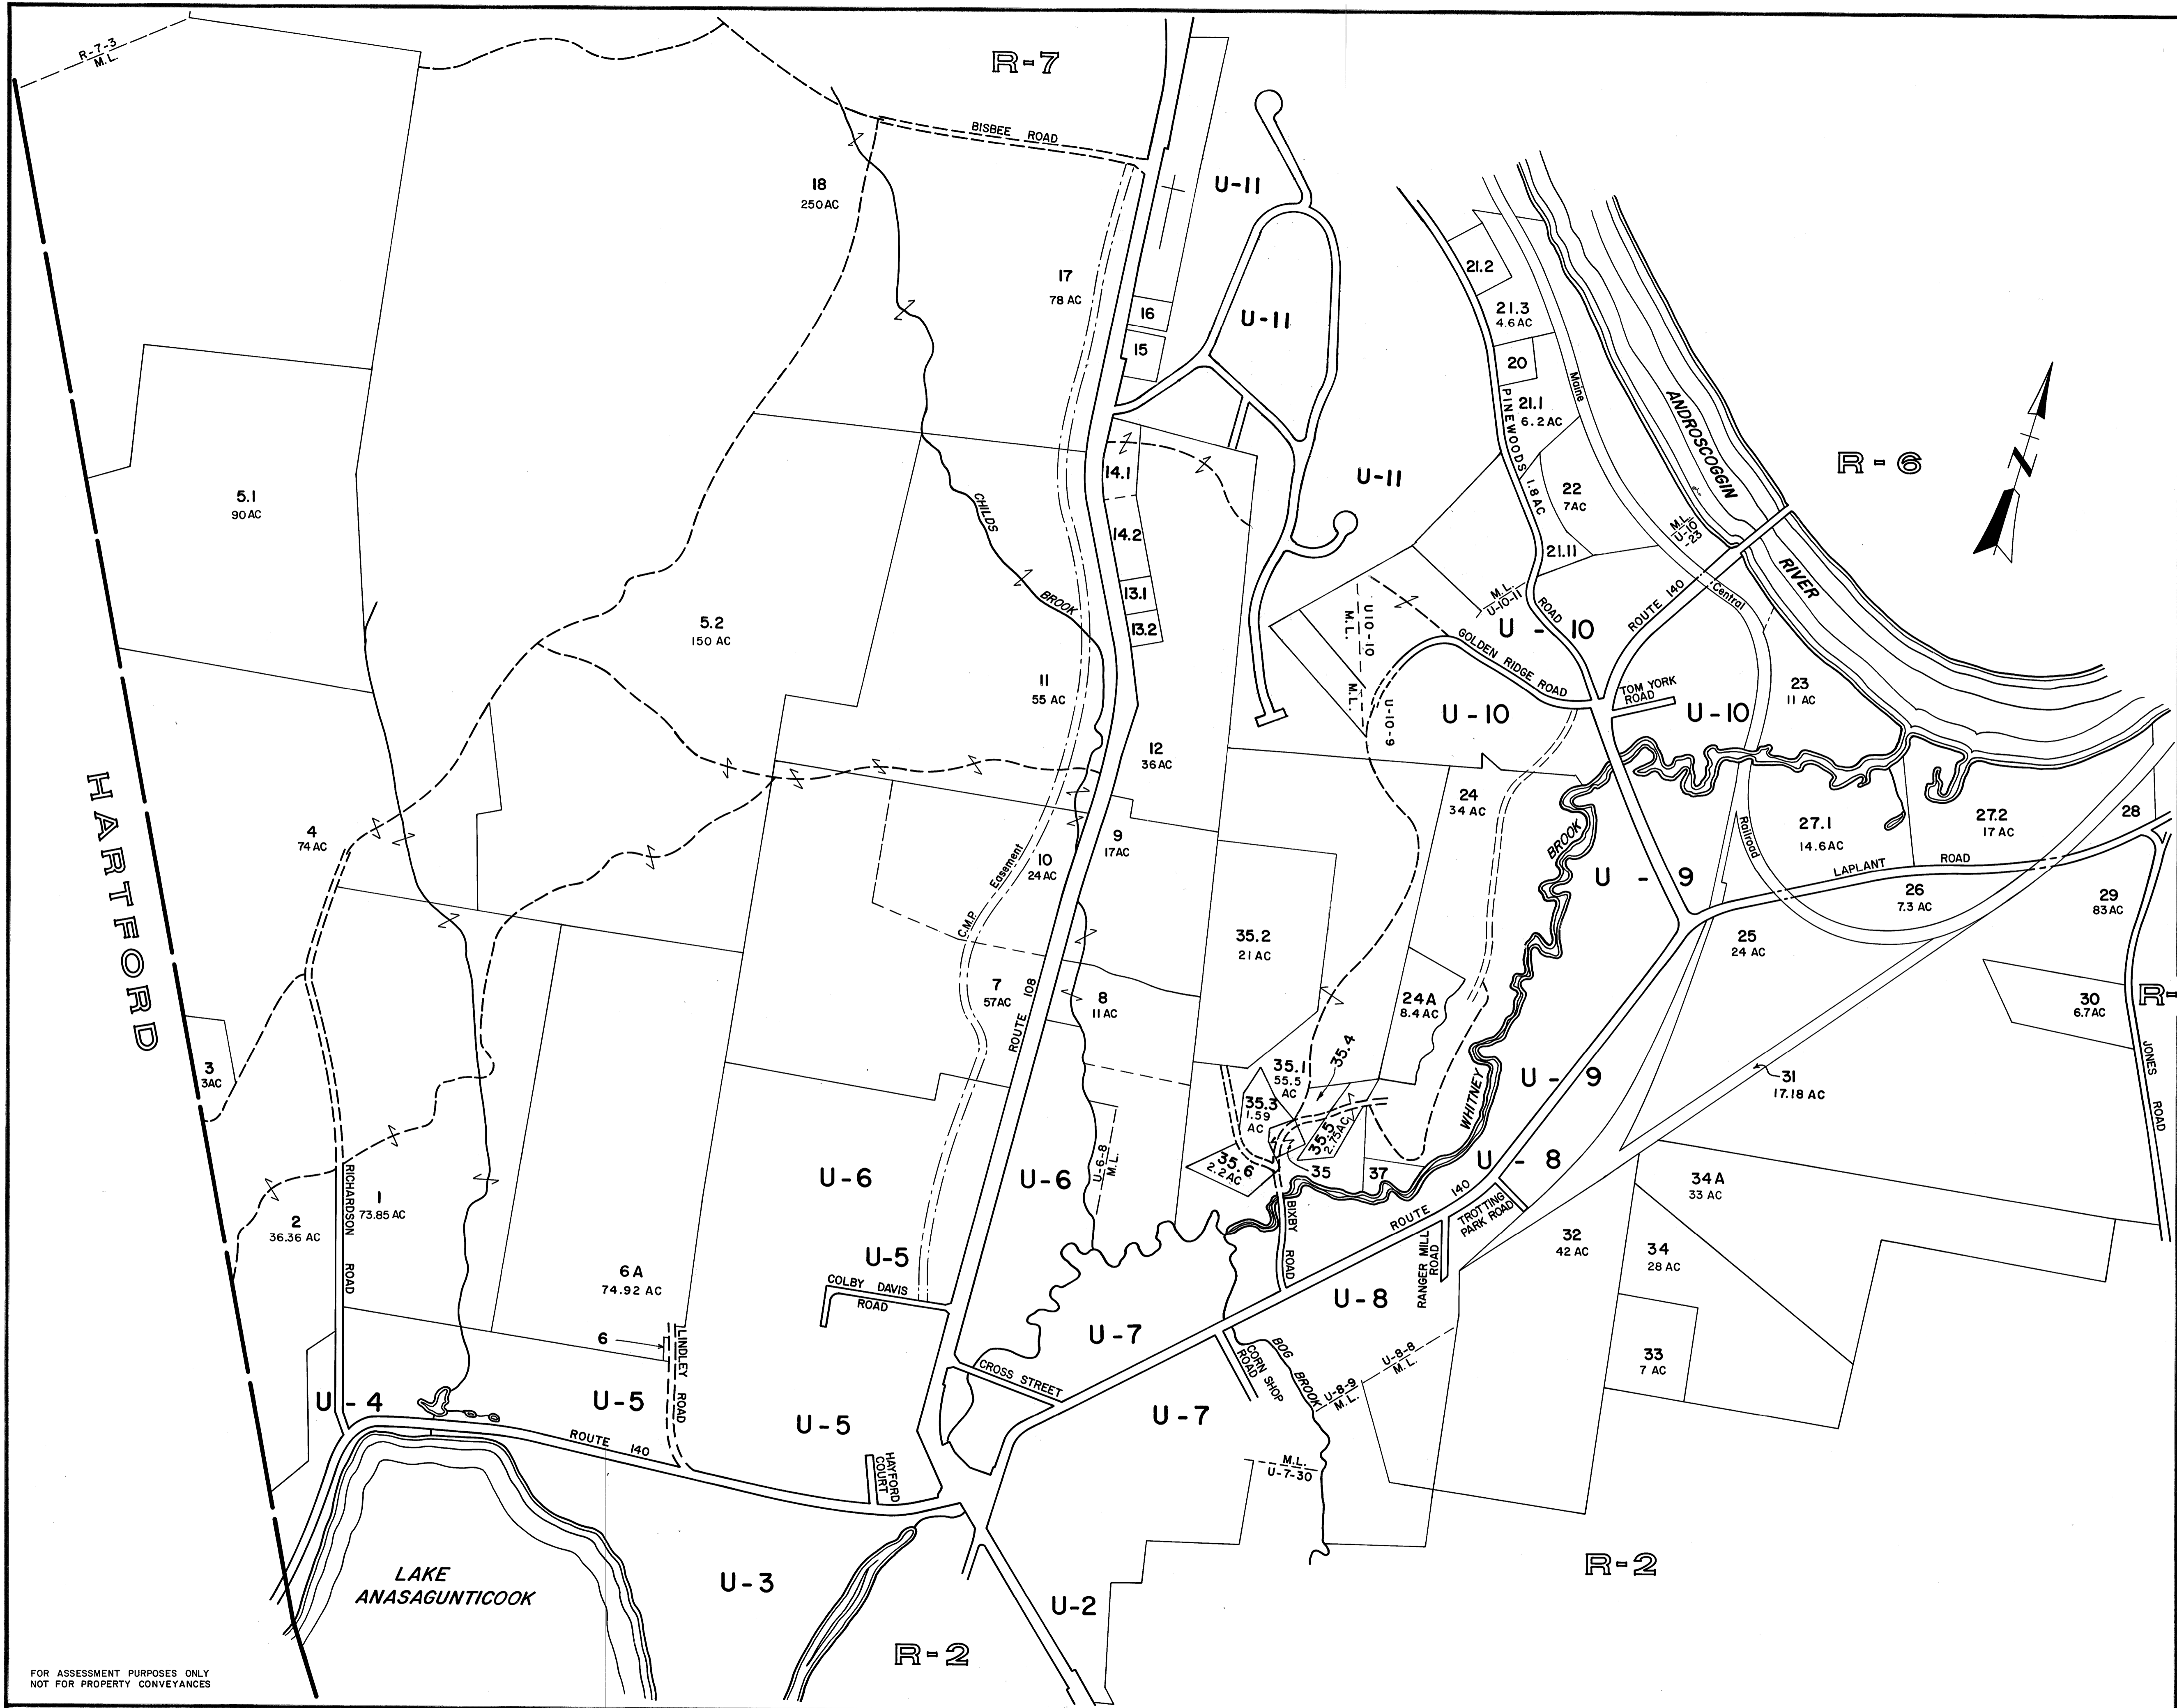 R-7-3
M.L.
R-7
BISBEE ROAD
18
250 AC
U-11
17
78 AC
16
U-11
15
21.2
21.3
4.6 AC
20
Maine
PINEWOODS
21.1
6.2 AC
ANDROSCOGGIN
R-6
N
5.1
90 AC
CHILDS
14.1
U-11
1.8 AC
22
7 AC
14.2
M.L.
U-10-23
21.11
BROOK
13.1
M.L.
U-10-11
ROAD
ROUTE 140
Central
RIVER
5.2
150 AC
13.2
U-10-10
M.L.
U-10
GOLDEN RIDGE ROAD
11
55 AC
M.L.
U-10-9
TOM YORK
ROAD
U-10
U-10
23
11 AC
12
36 AC
HARTFORD
4
74 AC
24
34 AC
BROOK
Railroad
27.1
14.6 AC
27.2
17 AC
28
9
17 AC
10
24 AC
Easement
C.M.P.
U-9
LAPLANT ROAD
26
7.3 AC
29
83 AC
35.2
21 AC
25
24 AC
7
57 AC
ROUTE 108
8
11 AC
24A
8.4 AC
30
6.7 AC
R-
JONES
ROAD
3
3 AC
35.1
55.5
AC
35.4
35.3
1.59
AC
35.5
2.75 AC
WHITNEY
U-9
31
17.18 AC
U-6
U-6
U-6-8
M.L.
35.6
2.2 AC
35
37
U-8
34A
33 AC
RICHARDSON
ROAD
1
73.85 AC
2
36.36 AC
BIXBY
ROAD
ROUTE 140
TROTTING
PARK ROAD
RANGER MILL
ROAD
32
42 AC
34
28 AC
U-5
6A
74.92 AC
COLBY DAVIS
ROAD
U-8
6
LINDLEY ROAD
U-7
CROSS STREET
CORN SHOP
ROAD
BOG
BROOK
U-8-8
M.L.
33
7 AC
U-8-9
M.L.
U-4
U-5
U-5
U-7
ROUTE 140
HAYFORD
COURT
M.L.
U-7-30
LAKE
ANASAGUNTICOOK
U-3
U-2
R-2
R-2
FOR ASSESSMENT PURPOSES ONLY
NOT FOR PROPERTY CONVEYANCES